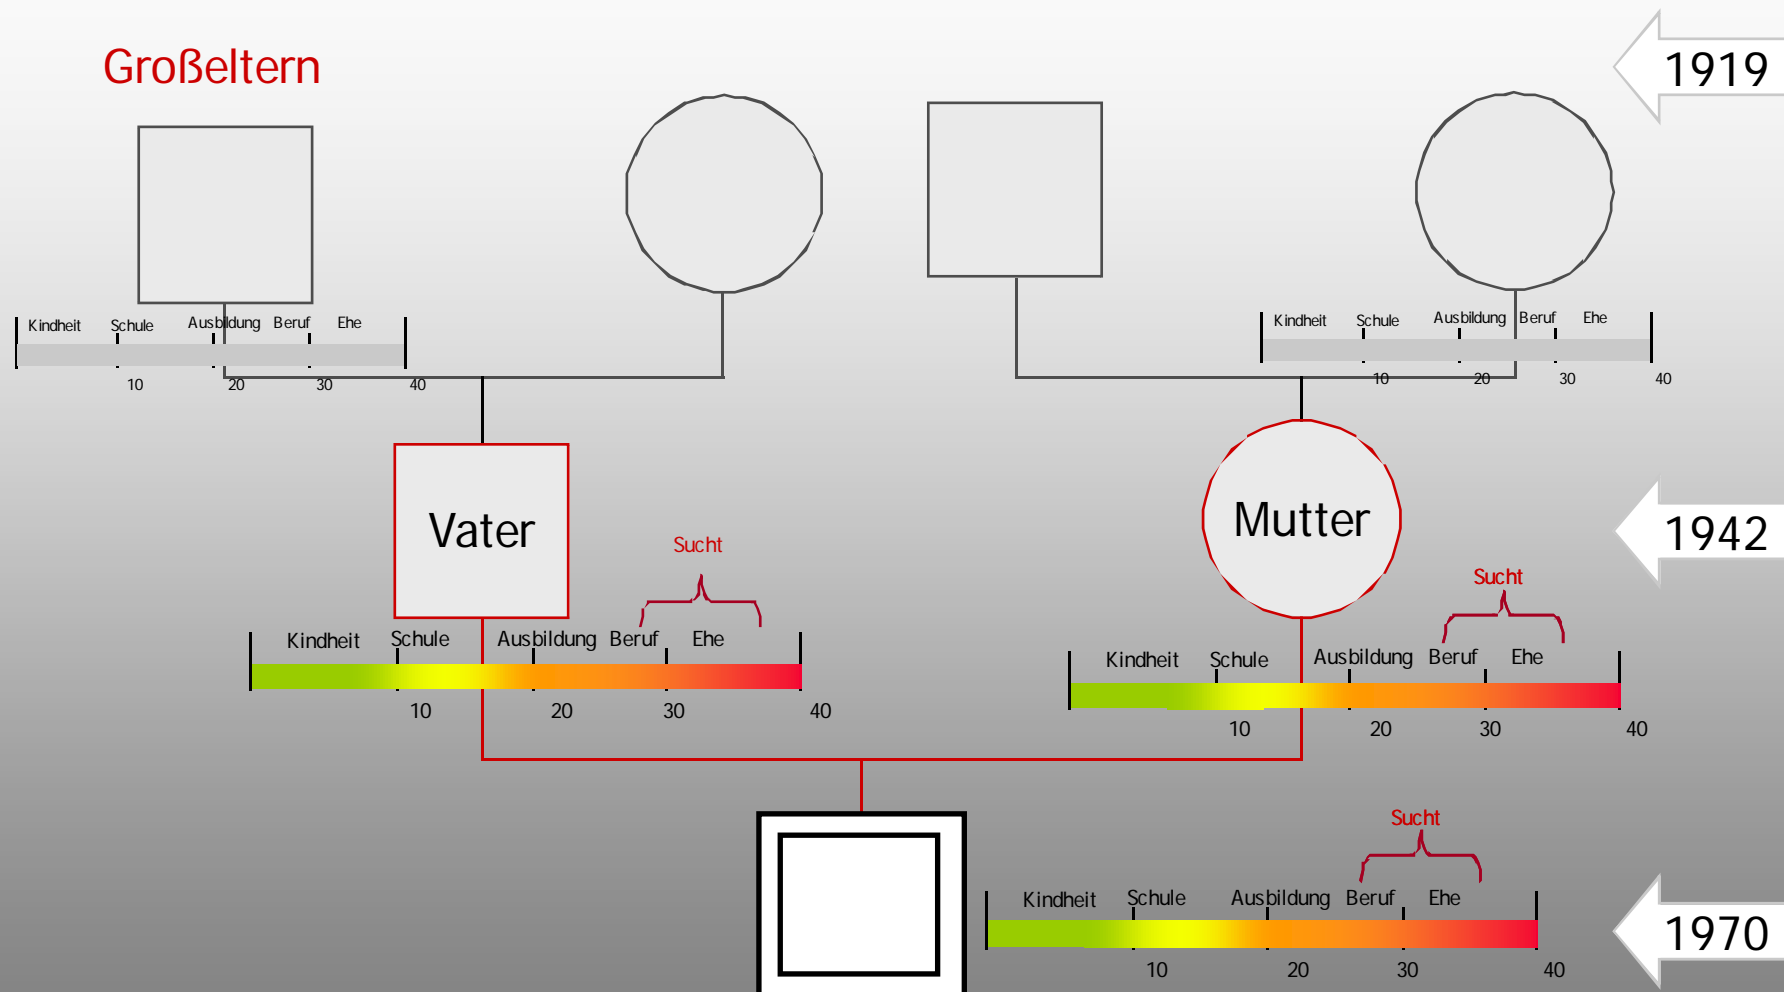 1919
Großeltern
Kindheit Schule Ausbildung Beruf Ehe
10 20 30 40
Kindheit Schule Ausbildung Beruf Ehe
10 20 30 40
1942
Vater
Mutter
Sucht
Kindheit Schule Ausbildung Beruf Ehe
10 20 30 40
Sucht
Kindheit Schule Ausbildung Beruf Ehe
10 20 30 40
Sucht
Kindheit Schule Ausbildung Beruf Ehe
10 20 30 40
1970